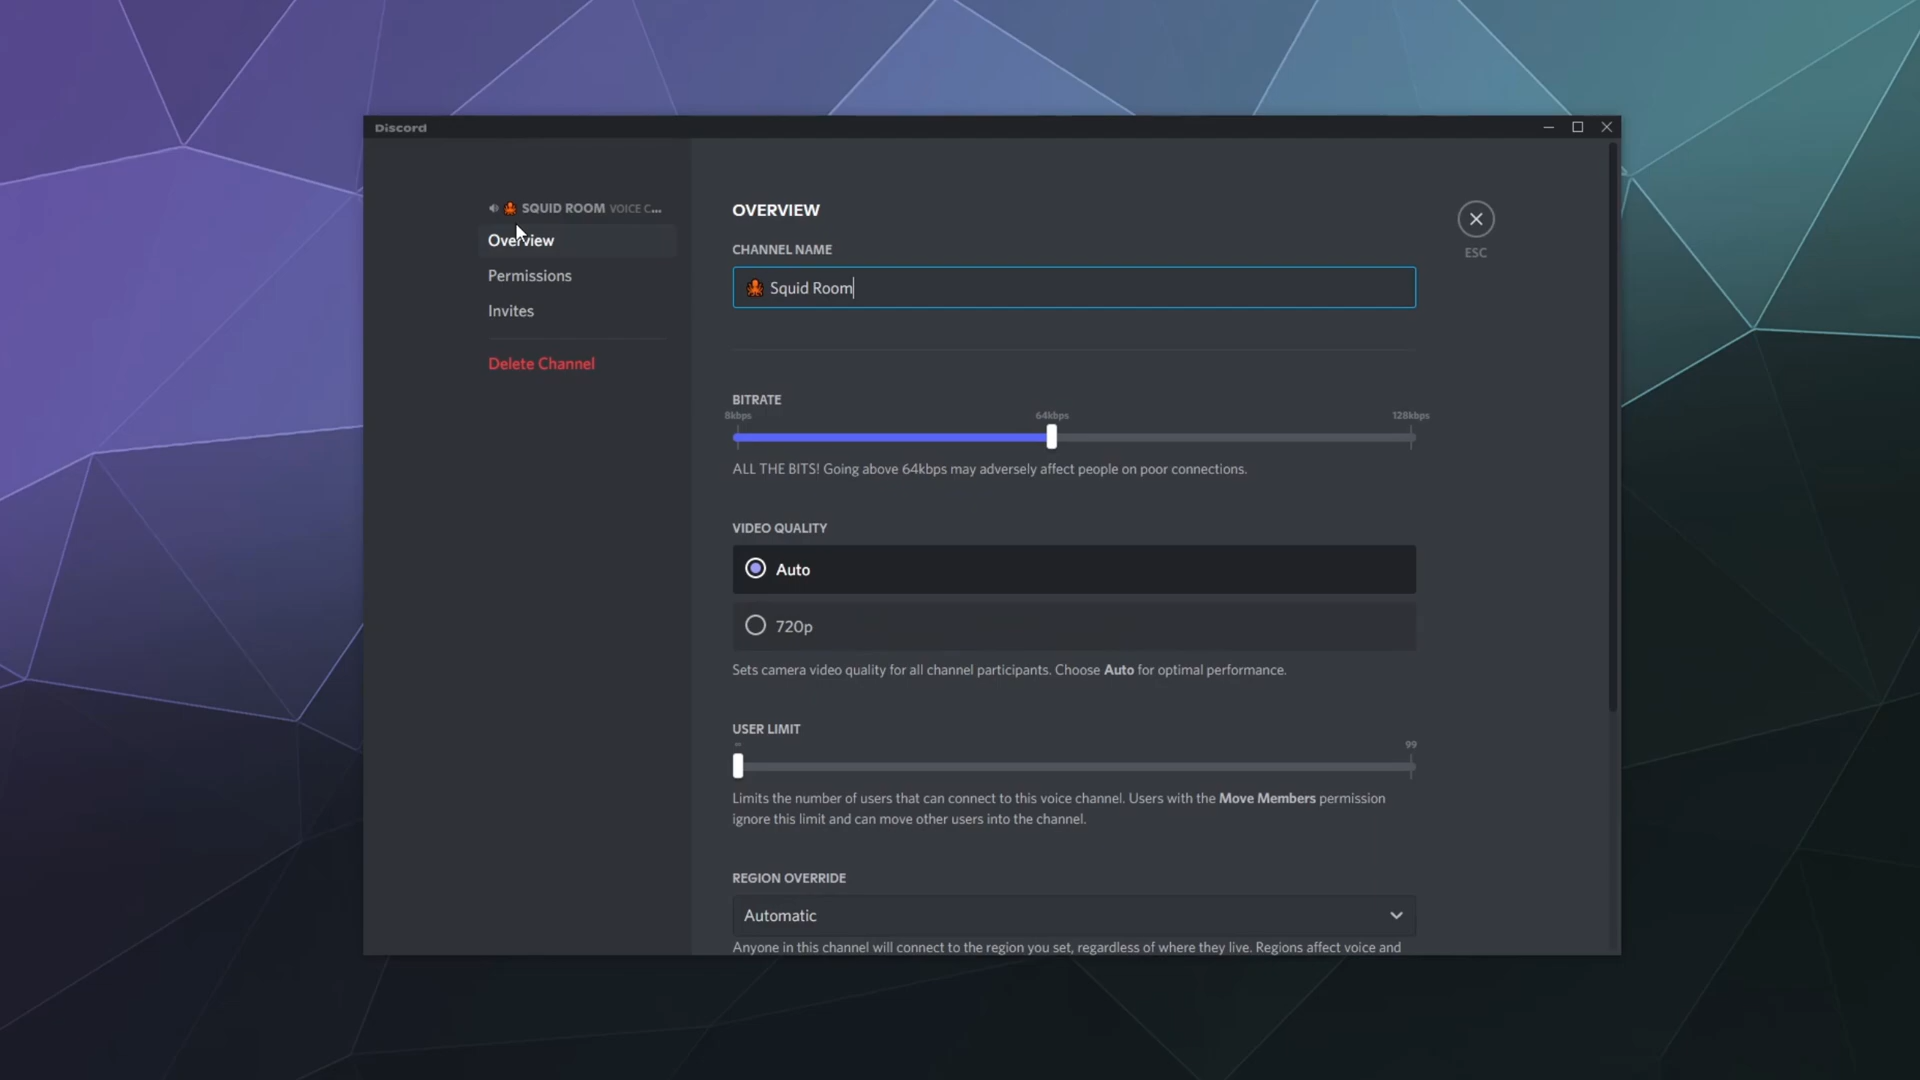 Discord
SQUID ROOM VOICE C...
Overview
Permissions
Invites
Delete Channel
OVERVIEW
ESC
CHANNEL NAME
Squid Room
BITRATE
8kbps 64kbps 128kbps
ALL THE BITS! Going above 64kbps may adversely affect people on poor connections.
VIDEO QUALITY
Auto
720p
Sets camera video quality for all channel participants. Choose Auto for optimal performance.
USER LIMIT
∞ 99
Limits the number of users that can connect to this voice channel. Users with the Move Members permission
ignore this limit and can move other users into the channel.
REGION OVERRIDE
Automatic
Anyone in this channel will connect to the region you set, regardless of where they live. Regions affect voice and